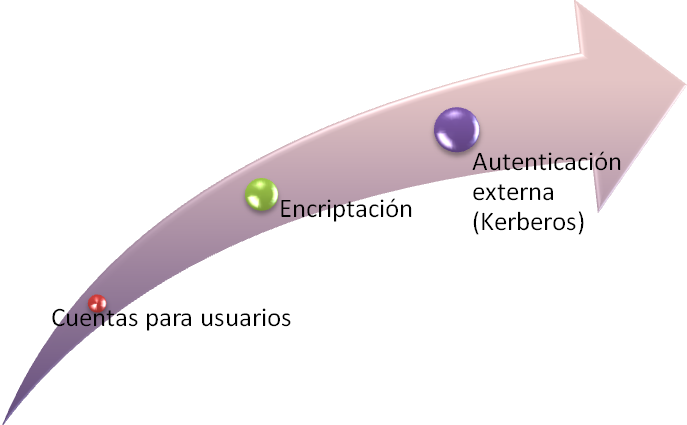 Autenticación
externa
(Kerberos)
Encriptación
Cuentas para usuarios